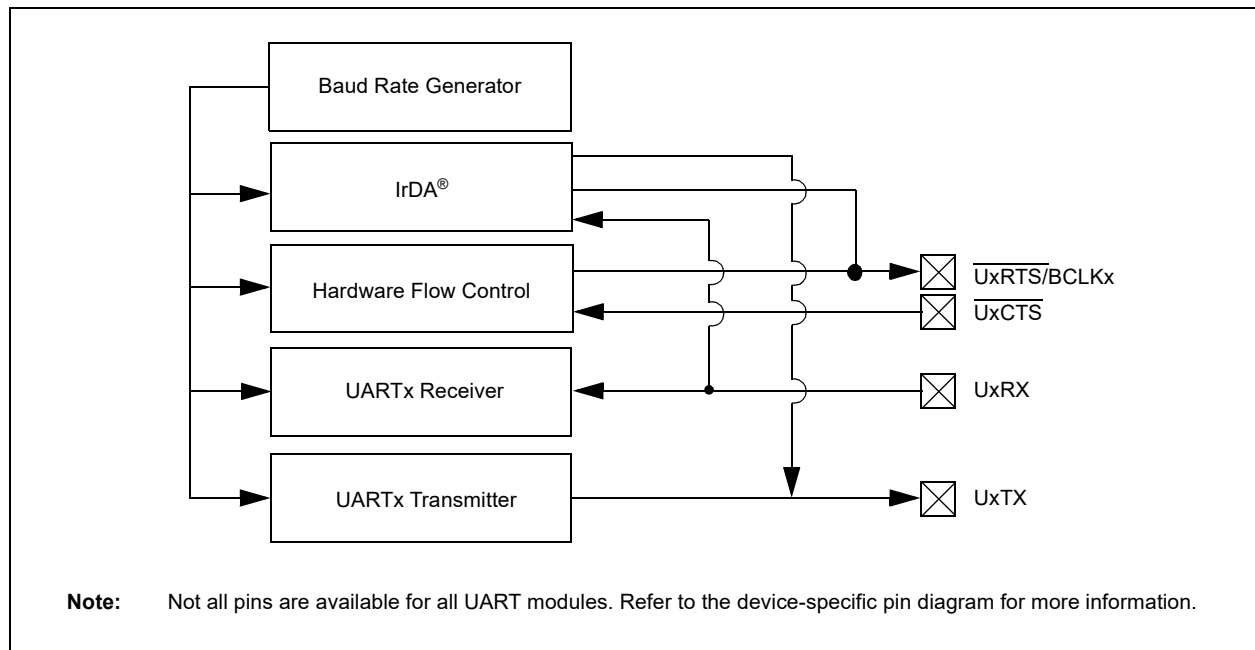 Baud Rate Generator
IrDA®
Hardware Flow Control
UxRTS/BCLKx
UxCTS
UARTx Receiver
UxRX
UARTx Transmitter
UxTX
Note: Not all pins are available for all UART modules. Refer to the device-specific pin diagram for more information.